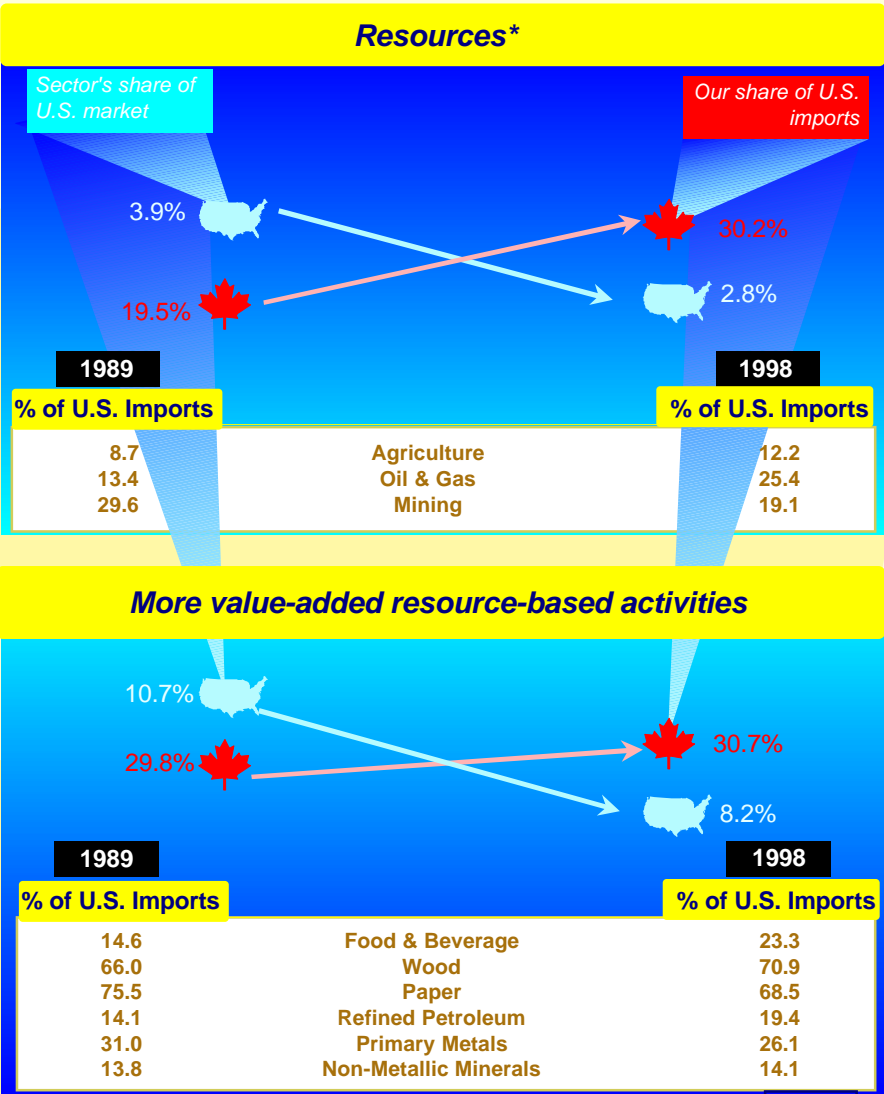 Resources*
Sector's share of
U.S. market
Our share of U.S.
imports
3.9%
30.2%
19.5%
2.8%
1989
1998
% of U.S. Imports
% of U.S. Imports
8.7 Agriculture 12.2
13.4 Oil & Gas 25.4
29.6 Mining 19.1
More value-added resource-based activities
10.7%
29.8%
30.7%
8.2%
1989
1998
% of U.S. Imports
% of U.S. Imports
14.6 Food & Beverage 23.3
66.0 Wood 70.9
75.5 Paper 68.5
14.1 Refined Petroleum 19.4
31.0 Primary Metals 26.1
13.8 Non-Metallic Minerals 14.1